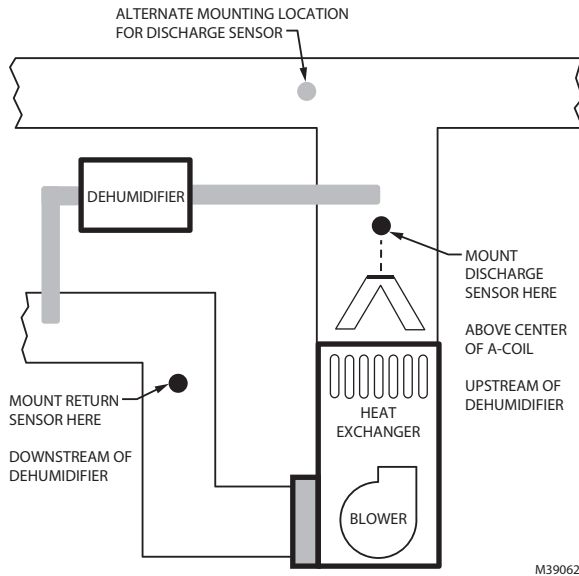 ALTERNATE MOUNTING LOCATION
FOR DISCHARGE SENSOR
DEHUMIDIFIER
MOUNT
DISCHARGE
SENSOR HERE
ABOVE CENTER
OF A-COIL
UPSTREAM OF
DEHUMIDIFIER
MOUNT RETURN
SENSOR HERE
DOWNSTREAM OF
DEHUMIDIFIER
HEAT
EXCHANGER
BLOWER
M39062